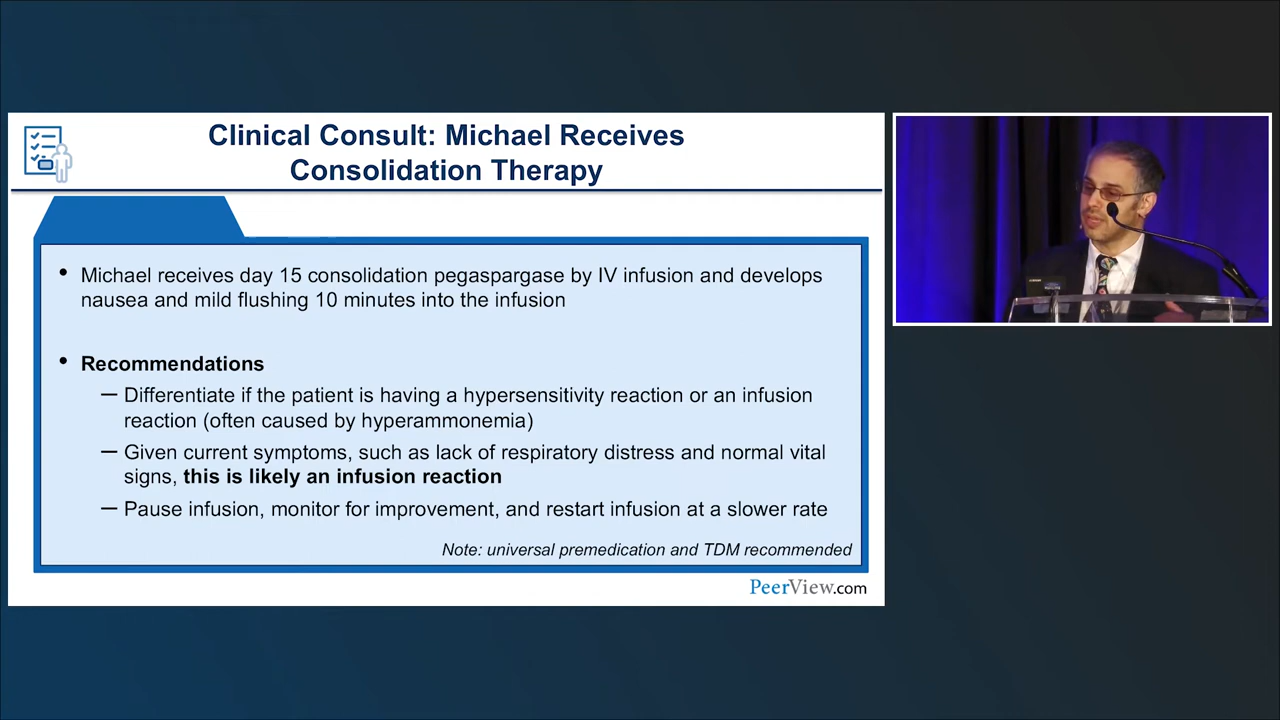 Clinical Consult: Michael Receives
Consolidation Therapy
• Michael receives day 15 consolidation pegaspargase by IV infusion and develops
nausea and mild flushing 10 minutes into the infusion
• Recommendations
— Differentiate if the patient is having a hypersensitivity reaction or an infusion
reaction (often caused by hyperammonemia)
— Given current symptoms, such as lack of respiratory distress and normal vital
signs, this is likely an infusion reaction
— Pause infusion, monitor for improvement, and restart infusion at a slower rate
Note: universal premedication and TDM recommended
PeerView.com